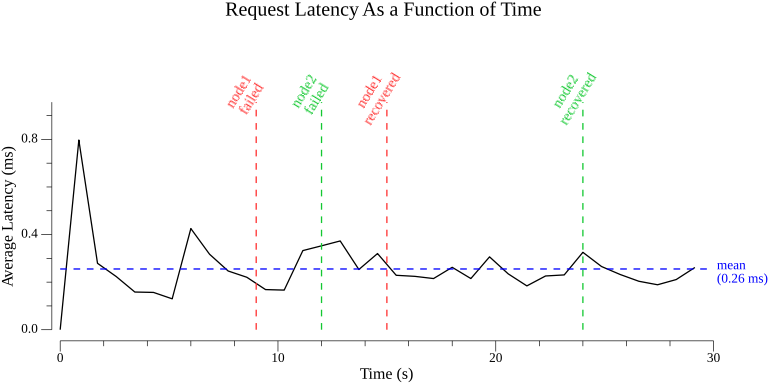 Request Latency As a Function of Time
node1
failed
node2
failed
node1
recovered
node2
recovered
Average Latency (ms)
0.8
0.4
0.0
mean
(0.26 ms)
0
10
20
30
Time (s)